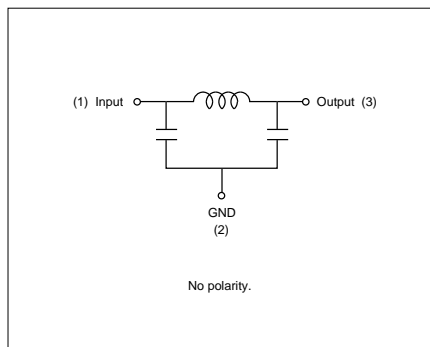 (1) Input
Output (3)
GND
(2)
No polarity.